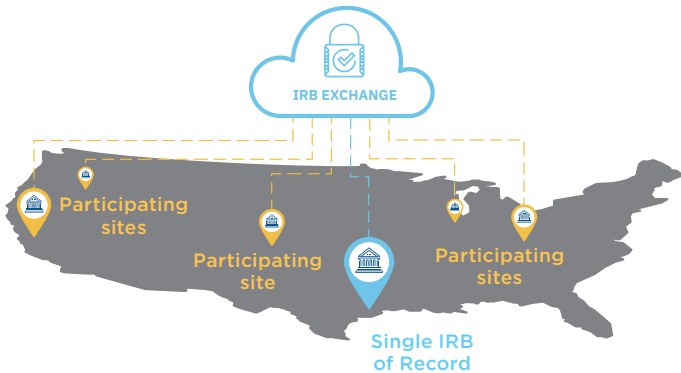 IRB EXCHANGE
Participating
sites
Participating
site
Participating
sites
Single IRB
of Record